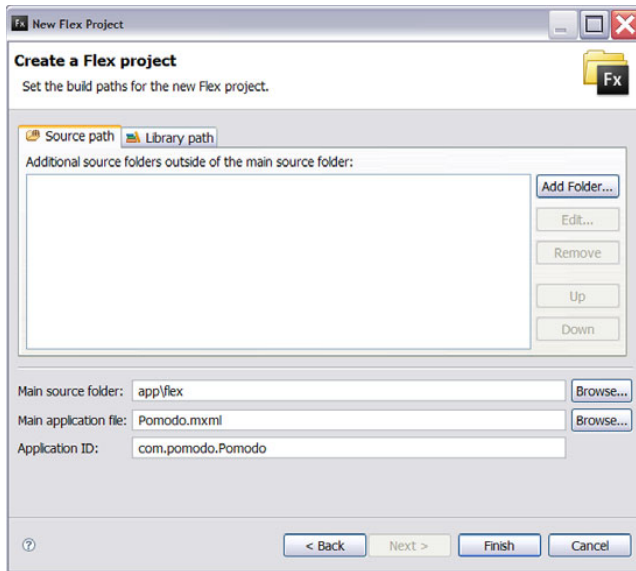 Fx New Flex Project
Create a Flex project
Set the build paths for the new Flex project.
Fx
Source path Library path
Additional source folders outside of the main source folder:
Add Folder...
Edit...
Remove
Up
Down
Main source folder: app\flex Browse...
Main application file: Pomodo.mxml Browse...
Application ID: com.pomodo.Pomodo
? < Back Next > Finish Cancel